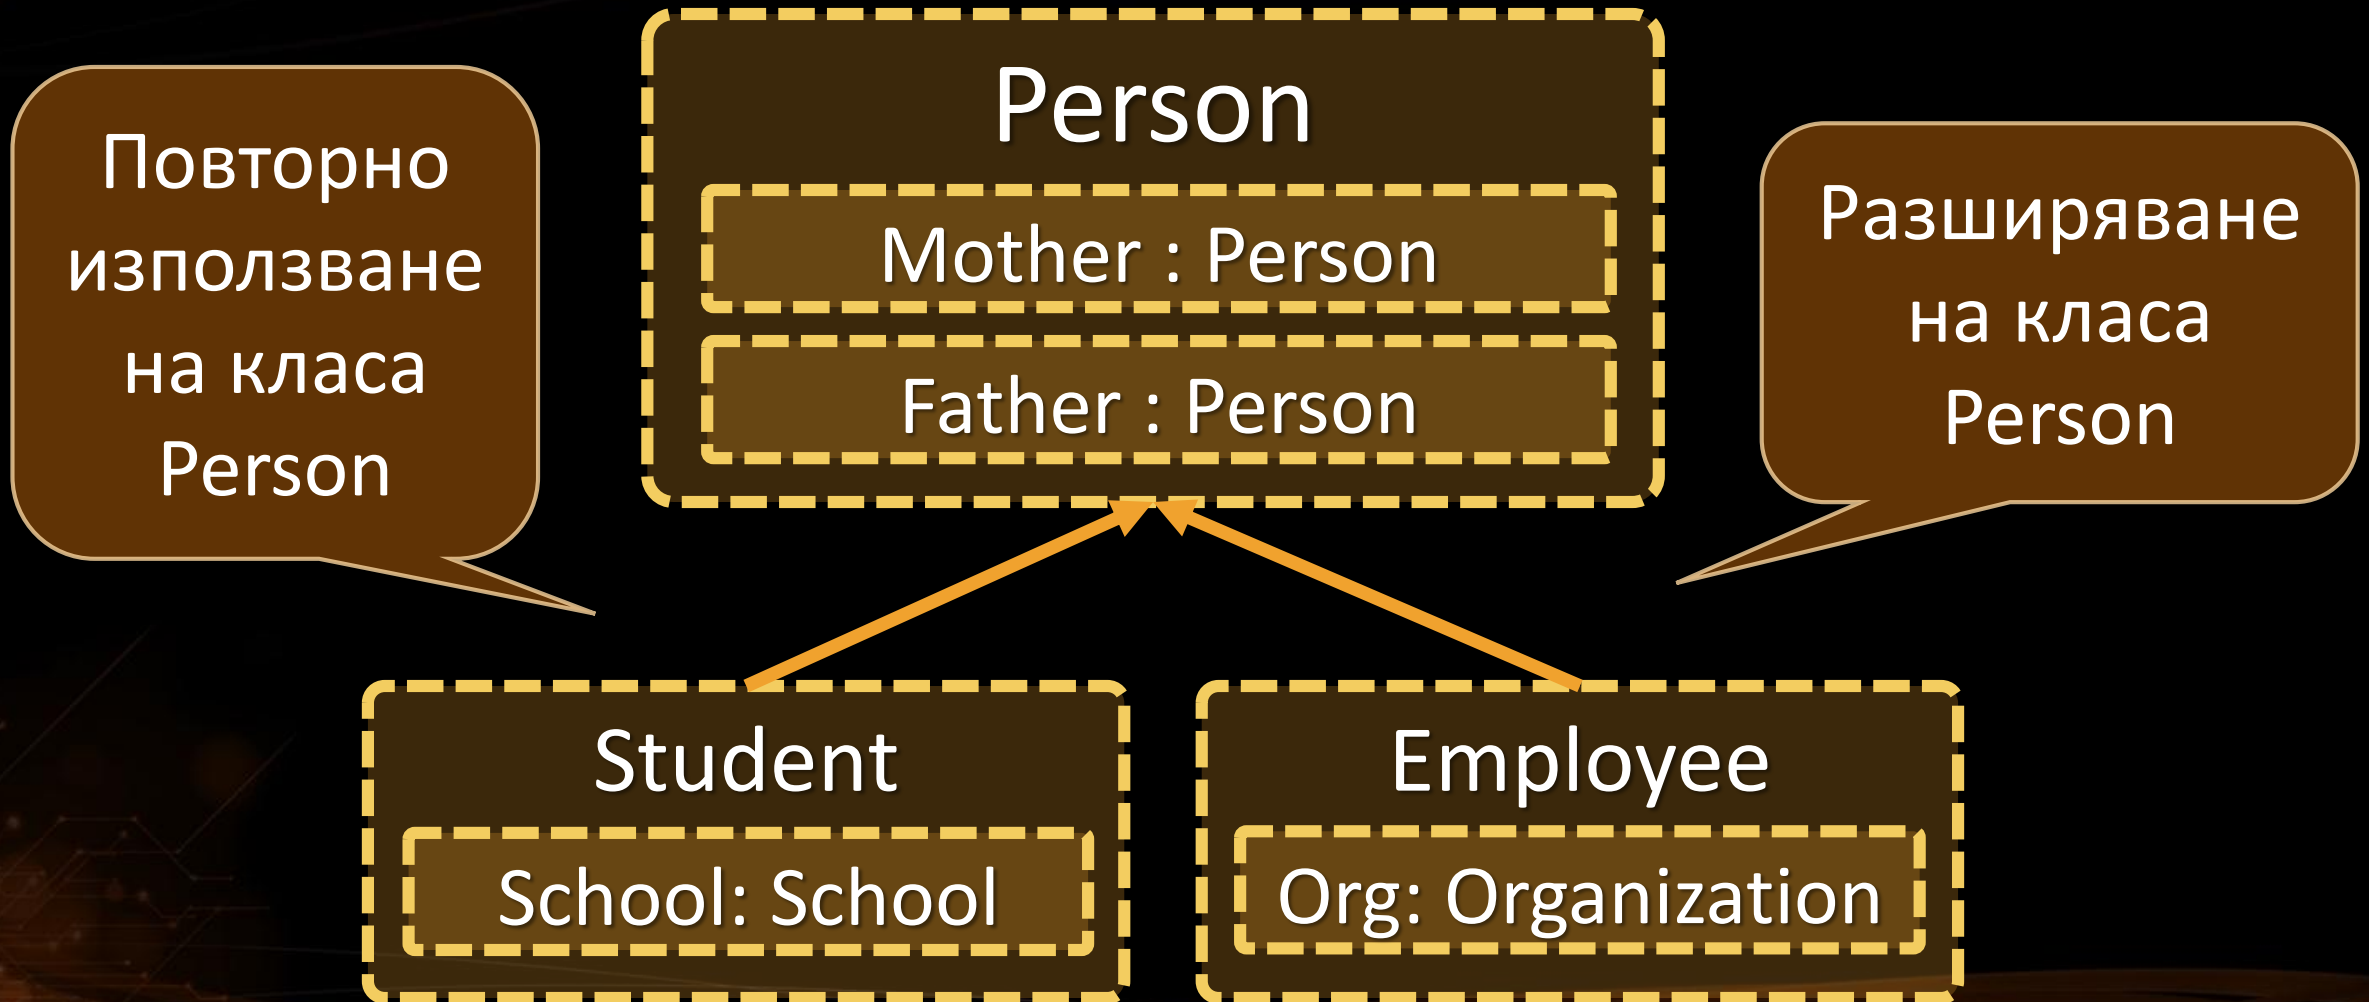 Person
Mother : Person
Father : Person
Повторно
използване
на класа
Person
Разширяване
на класа
Person
Student
School: School
Employee
Org: Organization